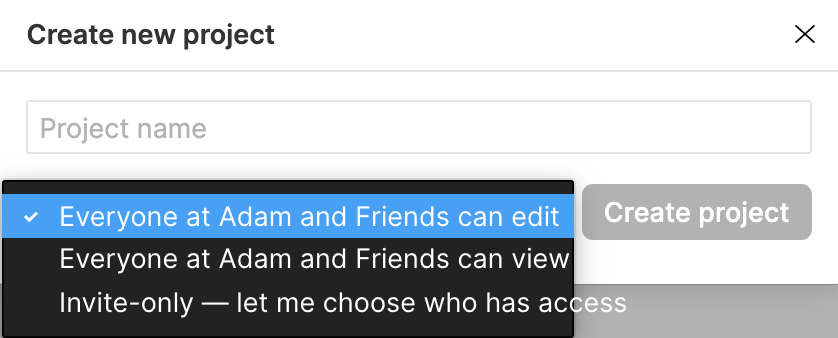 Create new project
Project name
Everyone at Adam and Friends can edit
Create project
Everyone at Adam and Friends can view
Invite-only — let me choose who has access